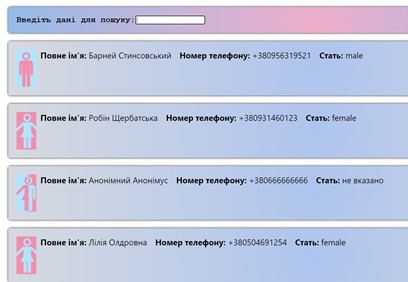 Введіть дані для пошуку:
Повне ім'я: Барней Стинсовський Номер телефону: +380956319521 Стать: male
Повне ім'я: Робін Щербатська Номер телефону: +380931460123 Стать: female
Повне ім'я: Анонімний Анонімус Номер телефону: +380666666666 Стать: не вказано
Повне ім'я: Лілія Олдровна Номер телефону: +380504691254 Стать: female